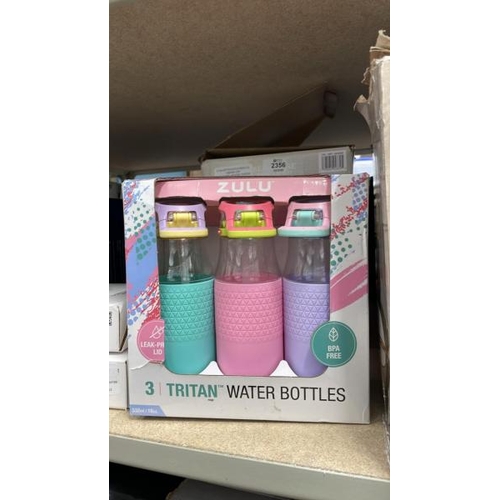 2356
ZULU
LEAK-PR
LID
BPA
FREE
3 | TRITAN™ WATER BOTTLES